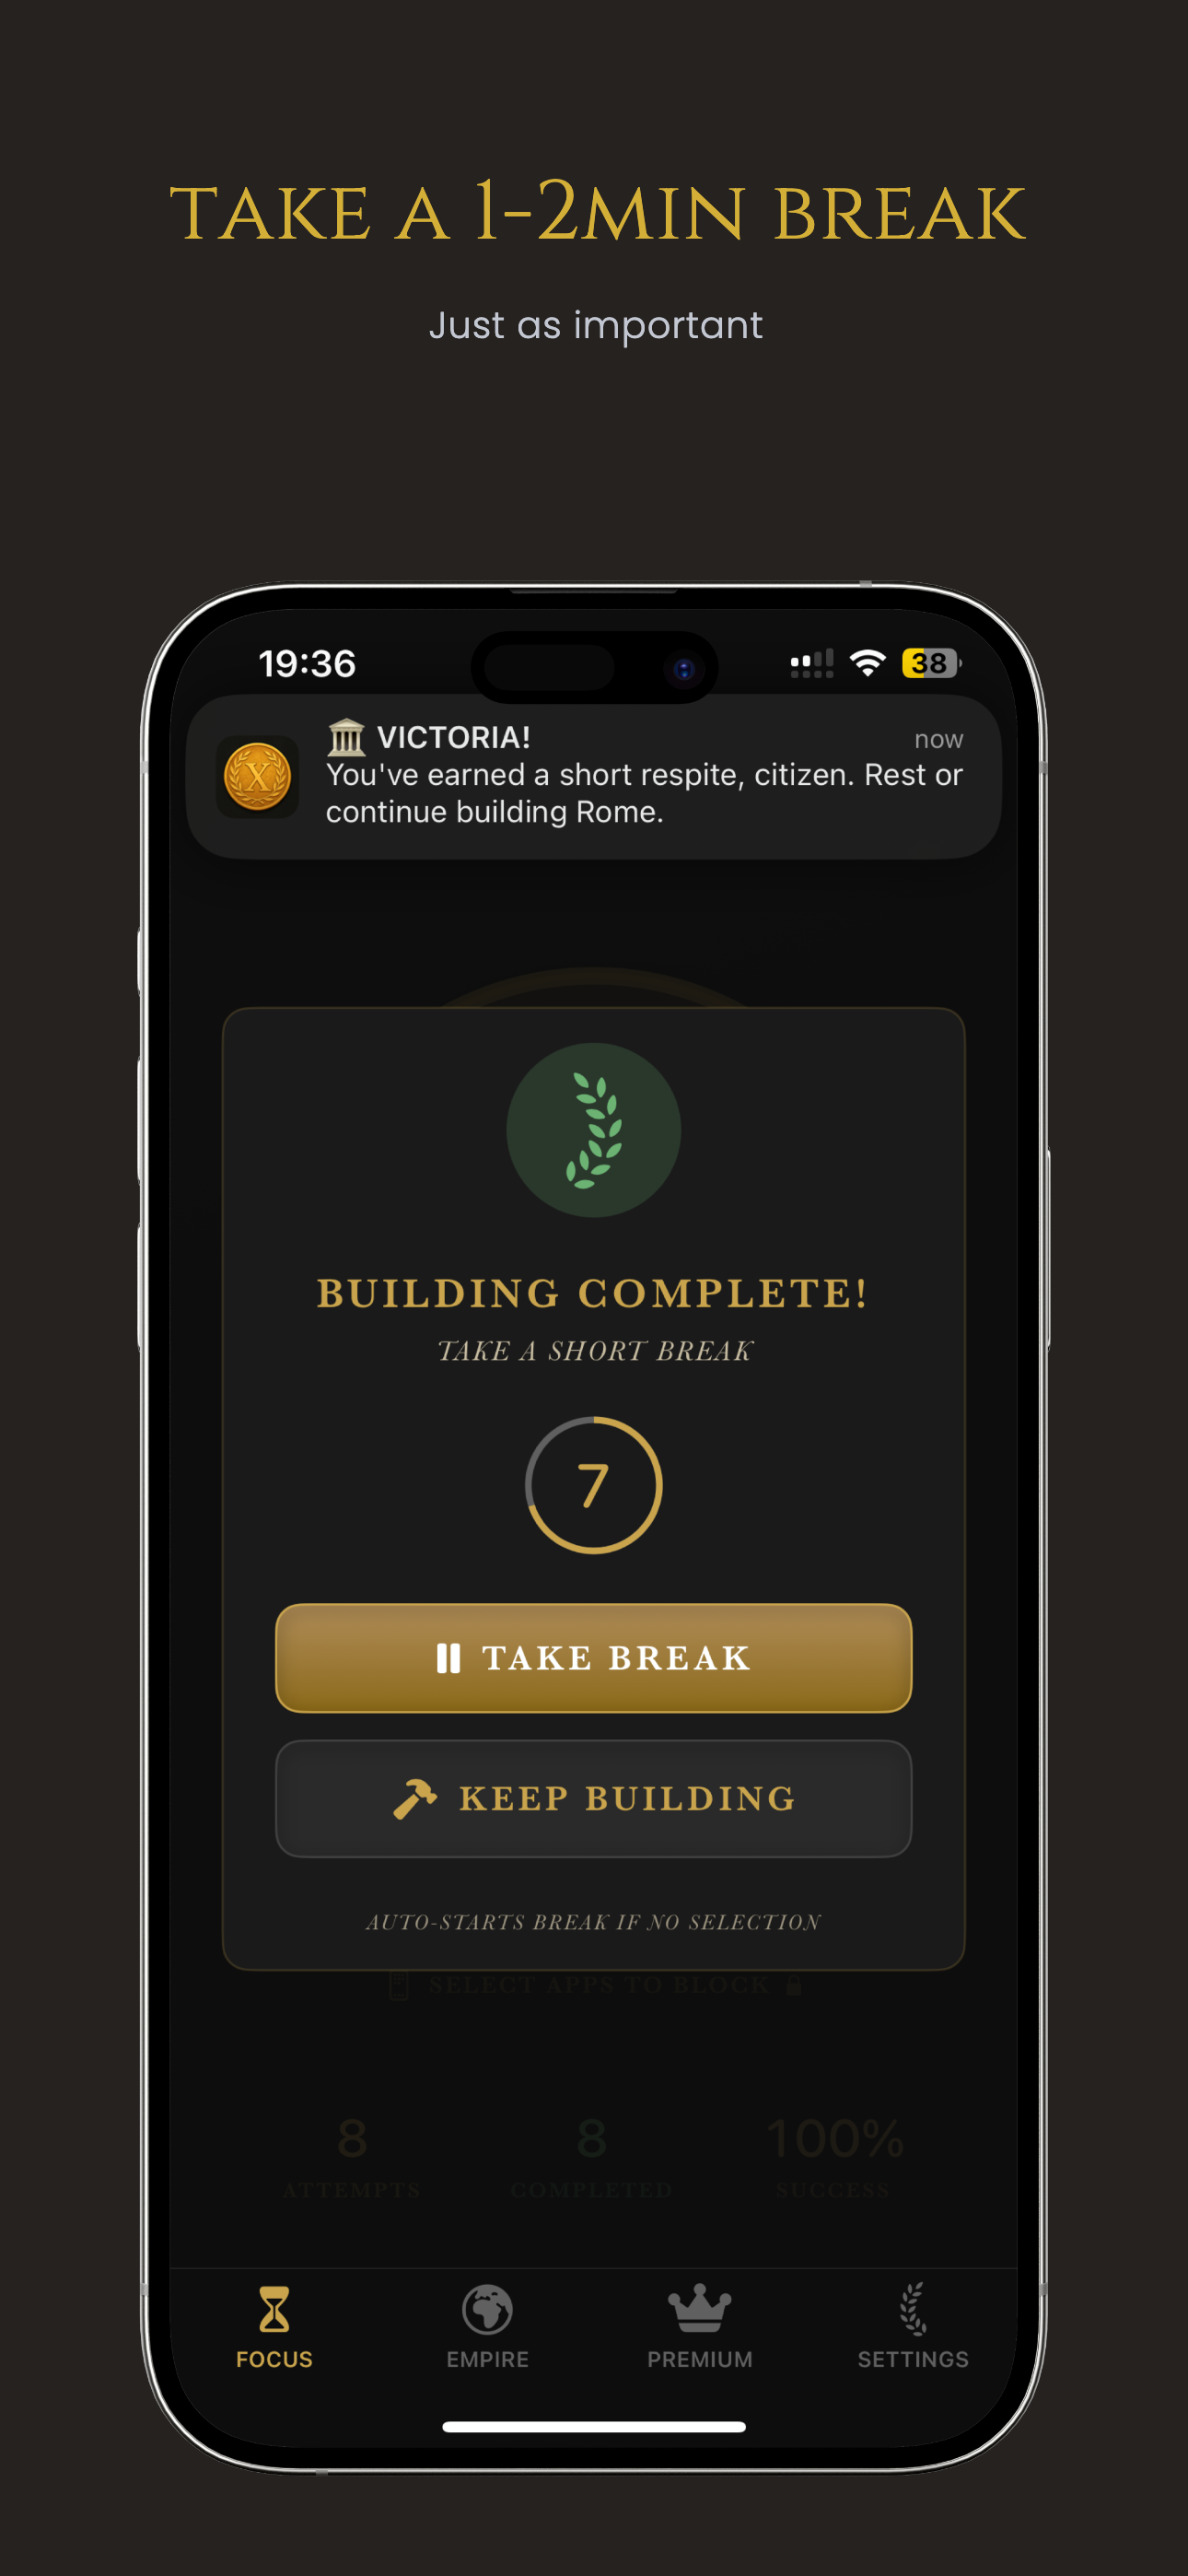 TAKE A 1-2MIN BREAK
Just as important
19:36
38
🏛️ VICTORIA!
now
X
You've earned a short respite, citizen. Rest or
continue building Rome.
BUILDING COMPLETE!
TAKE A SHORT BREAK
7
TAKE BREAK
KEEP BUILDING
AUTO-STARTS BREAK IF NO SELECTION
SELECT APPS TO BLOCK
8 8 100%
ATTEMPTS COMPLETED SUCCESS
FOCUS EMPIRE PREMIUM SETTINGS